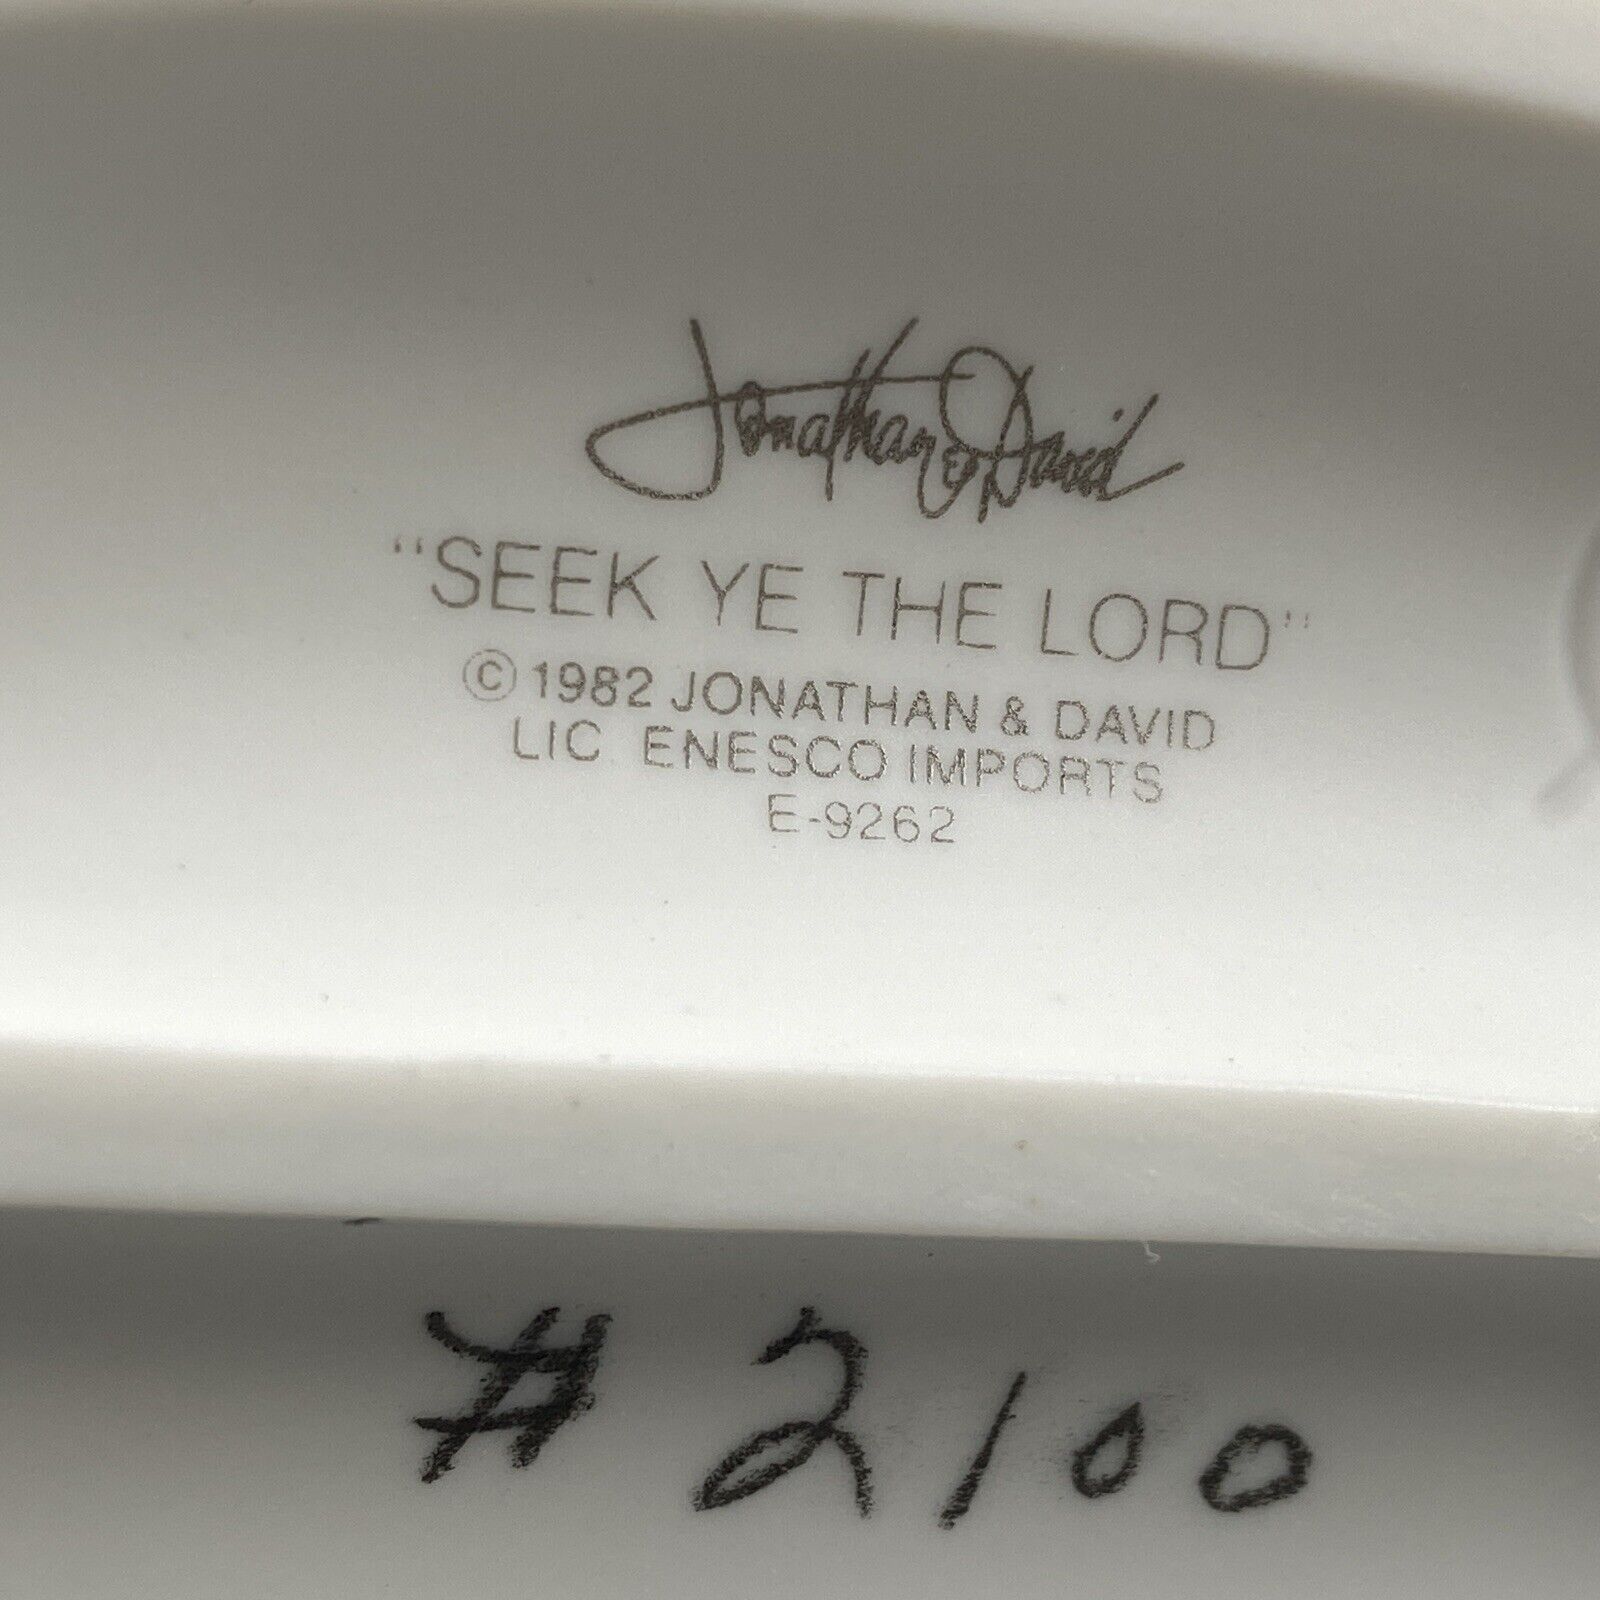 Jonathan & David
"SEEK YE THE LORD"
© 1982 JONATHAN & DAVID
LIC ENESCO IMPORTS
E-9262
# 2100